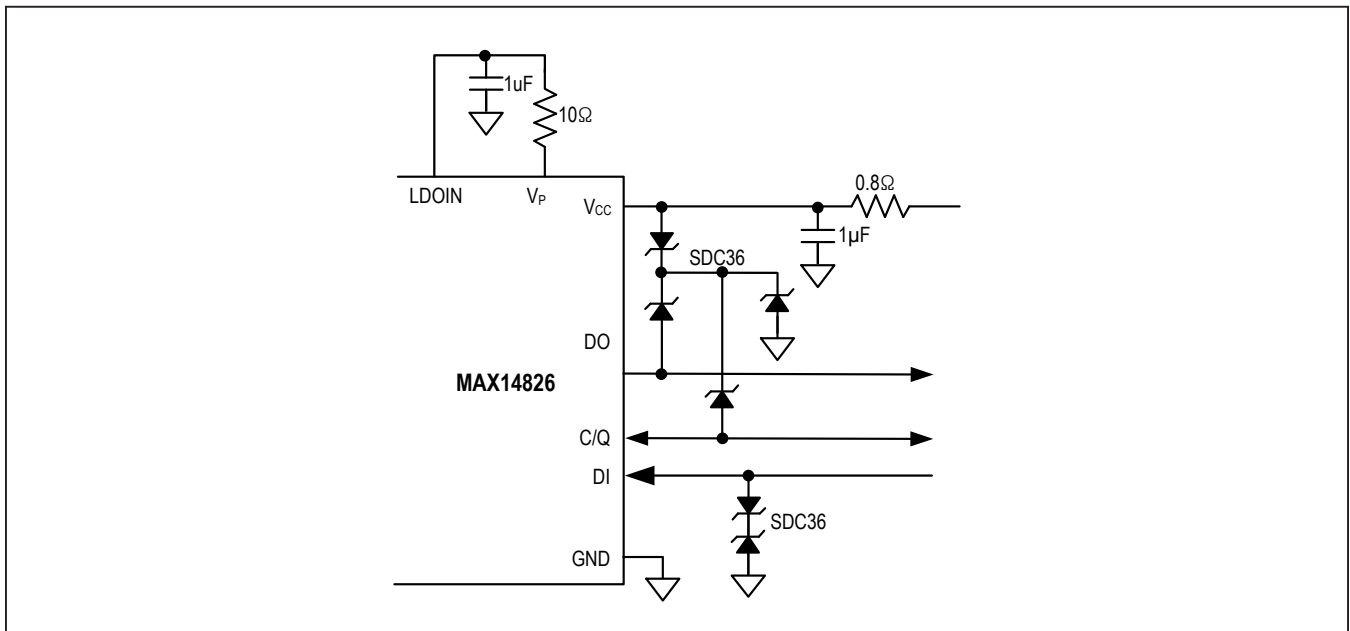 1uF
10Ω
LDOIN
VP
VCC
0.8Ω
1µF
SDC36
DO
MAX14826
C/Q
DI
SDC36
GND